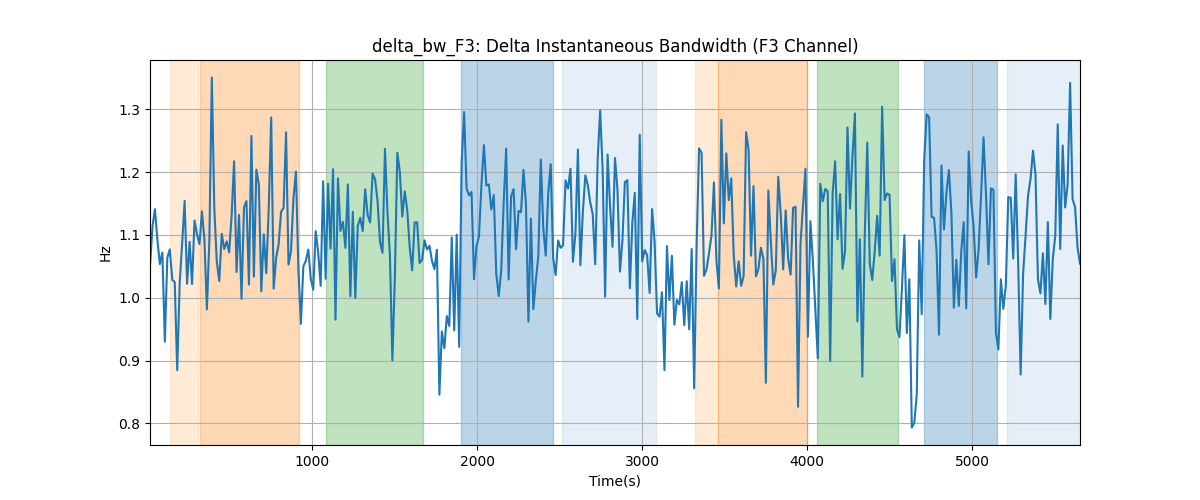 delta_bw_F3: Delta Instantaneous Bandwidth (F3 Channel)
1.3
1.2
1.1
1.0
0.9
0.8
Hz
1000 2000 3000 4000 5000
Time(s)